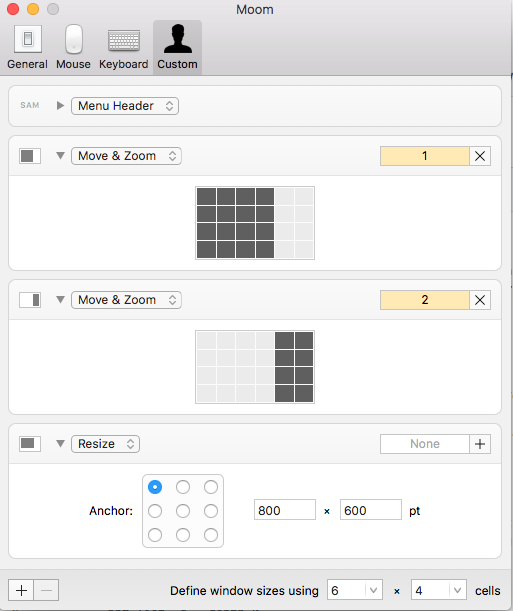 Moom
General Mouse Keyboard Custom
SAM Menu Header
Move & Zoom 1
Move & Zoom 2
Resize None
Anchor: 800 × 600 pt
Define window sizes using 6 × 4 cells